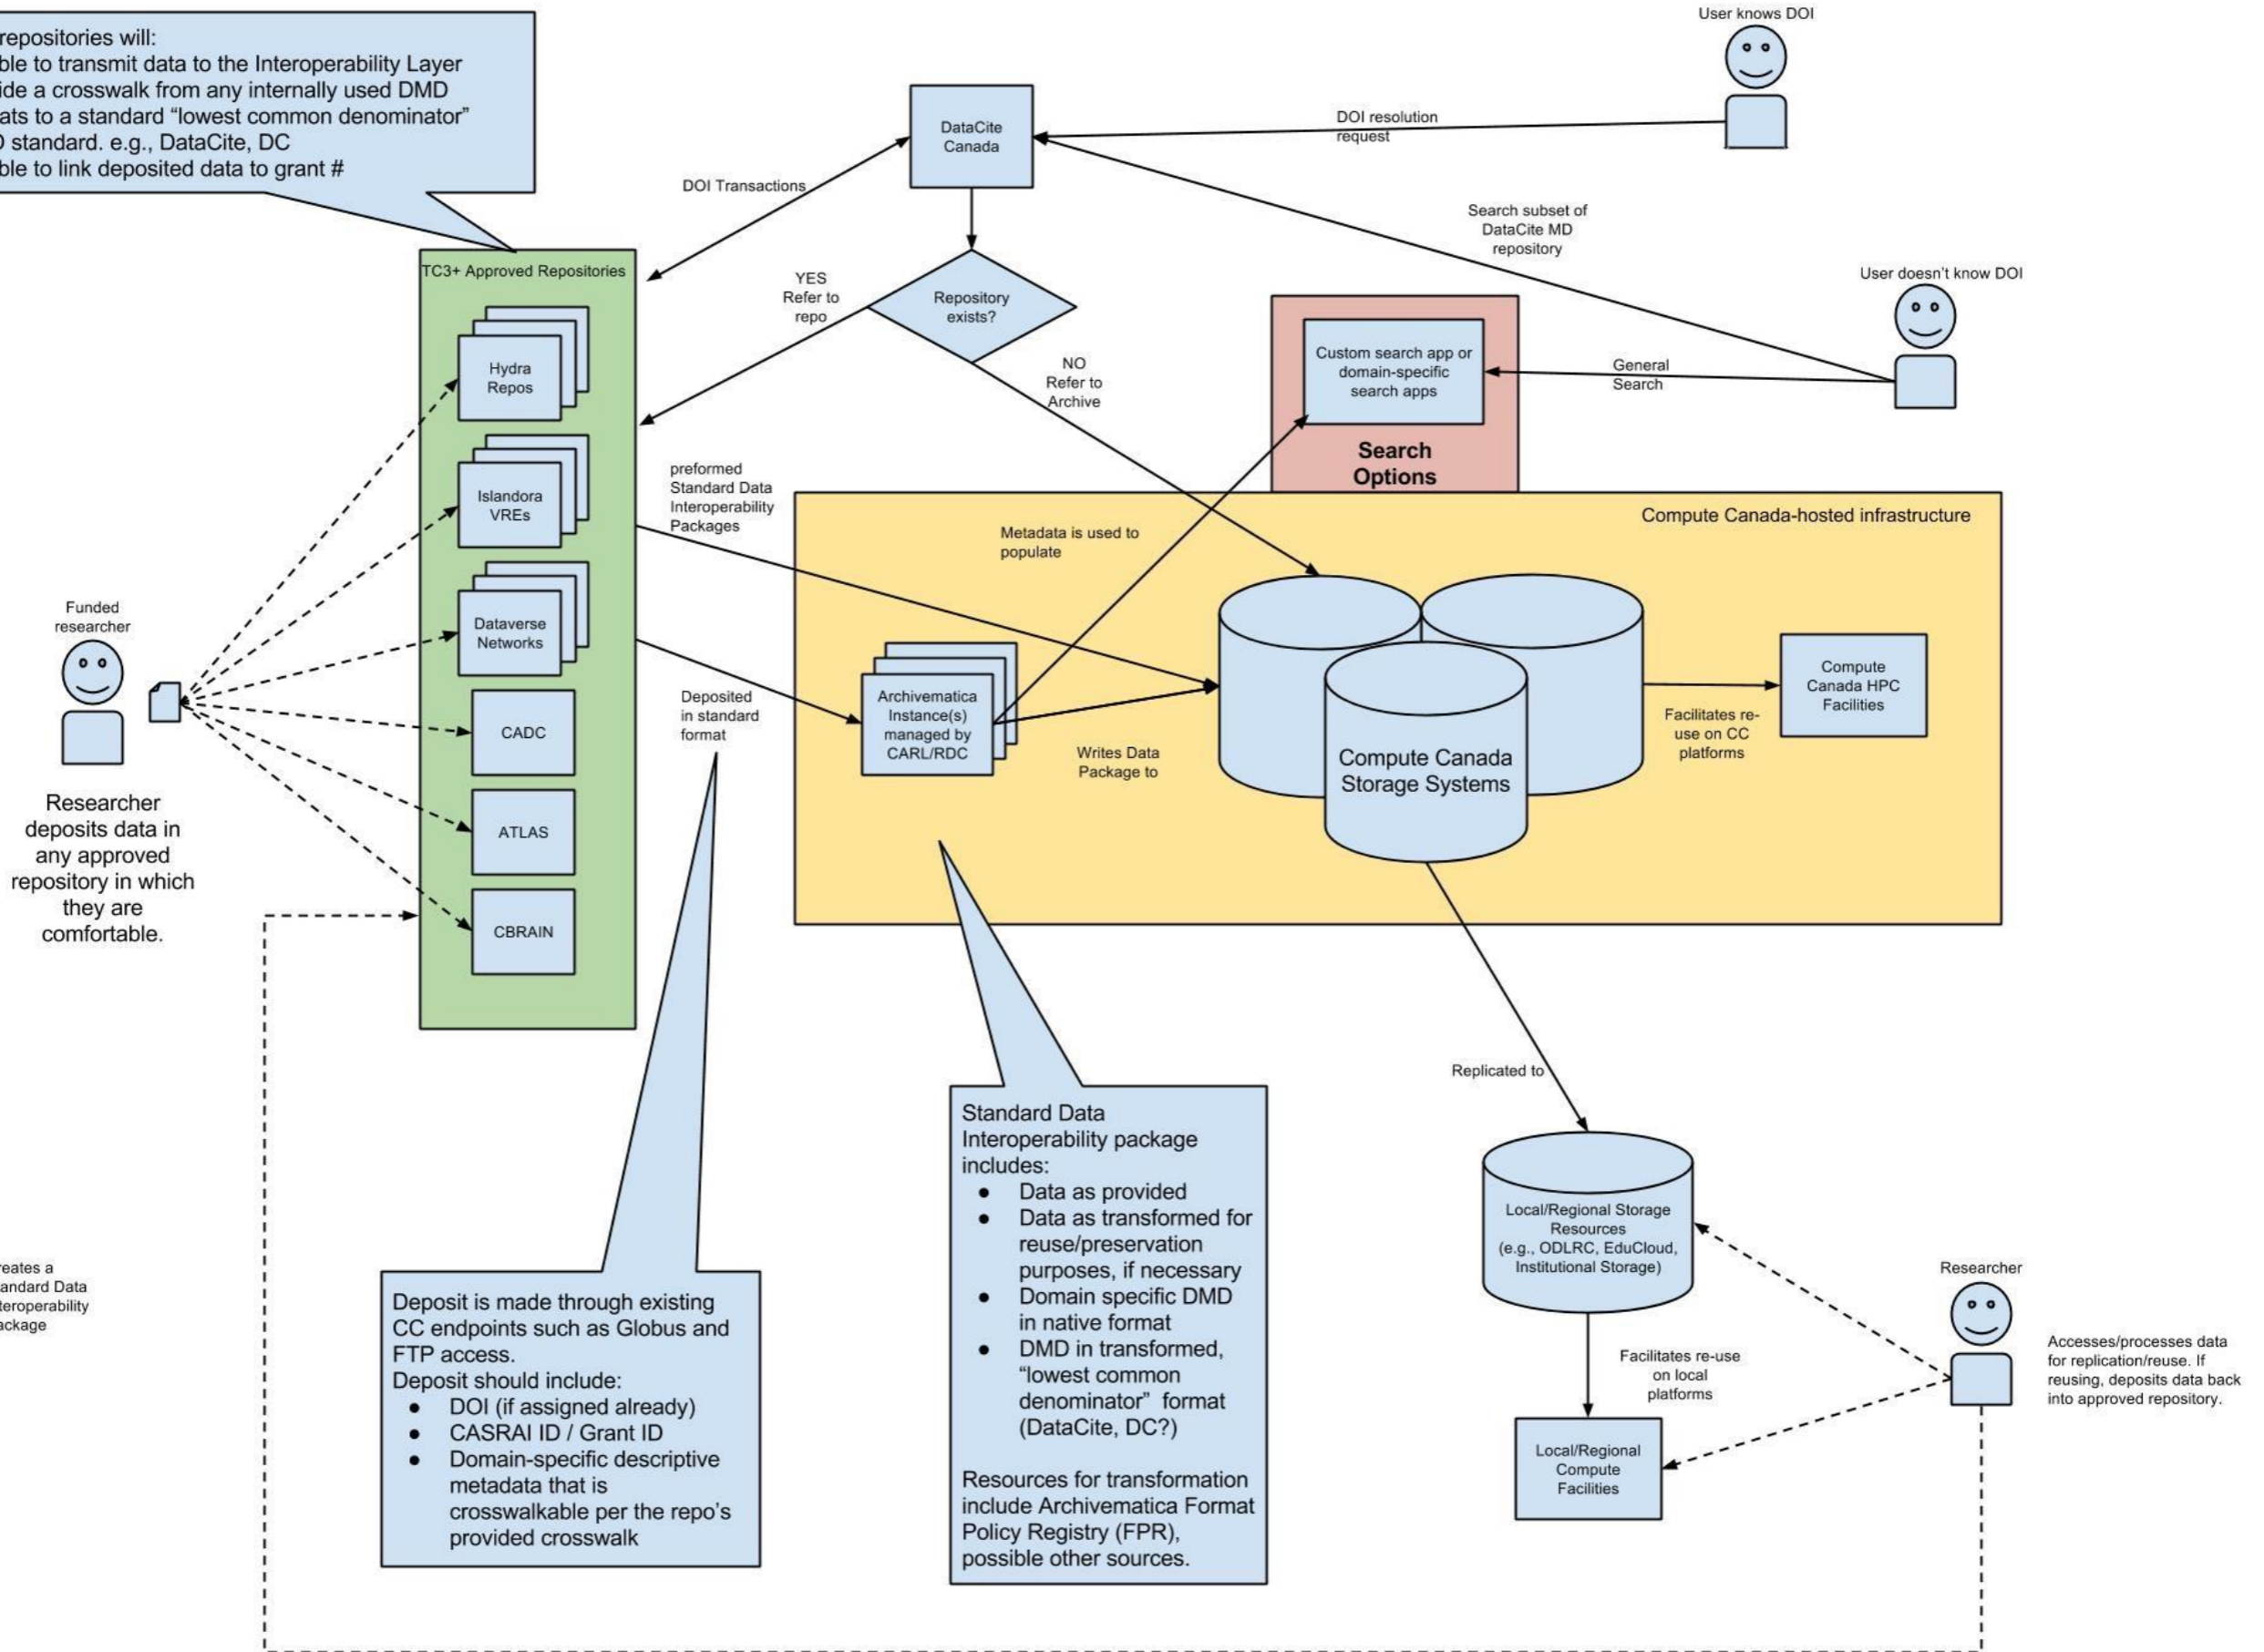 repositories will:
ble to transmit data to the Interoperability Layer
ide a crosswalk from any internally used DMD
ats to a standard “lowest common denominator”
standard. e.g., DataCite, DC
ble to link deposited data to grant #
User knows DOI
DataCite
Canada
DOI resolution
request
DOI Transactions
Search subset of
DataCite MD
repository
User doesn’t know DOI
TC3+ Approved Repositories
YES
Refer to
repo
Repository
exists?
NO
Refer to
Archive
Custom search app or
domain-specific
search apps
General
Search
Search
Options
Hydra
Repos
Islandora
VREs
Dataverse
Networks
CADC
ATLAS
CBRAIN
preformed
Standard Data
Interoperability
Packages
Compute Canada-hosted infrastructure
Metadata is used to
populate
Funded
researcher
Researcher
deposits data in
any approved
repository in which
they are
comfortable.
Deposited
in standard
format
Archivematica
Instance(s)
managed by
CARL/RDC
Writes Data
Package to
Compute Canada
Storage Systems
Facilitates re-
use on CC
platforms
Compute
Canada HPC
Facilities
Replicated to
Standard Data
Interoperability package
includes:
● Data as provided
● Data as transformed for
reuse/preservation
purposes, if necessary
● Domain specific DMD
in native format
● DMD in transformed,
“lowest common
denominator” format
(DataCite, DC?)
Resources for transformation
include Archivematica Format
Policy Registry (FPR),
possible other sources.
Local/Regional Storage
Resources
(e.g., ODLRC, EduCloud,
Institutional Storage)
Facilitates re-use
on local
platforms
Local/Regional
Compute
Facilities
Researcher
Accesses/processes data
for replication/reuse. If
reusing, deposits data back
into approved repository.
reates a
andard Data
teroperability
ackage
Deposit is made through existing
CC endpoints such as Globus and
FTP access.
Deposit should include:
● DOI (if assigned already)
● CASRAI ID / Grant ID
● Domain-specific descriptive
metadata that is
crosswalkable per the repo’s
provided crosswalk